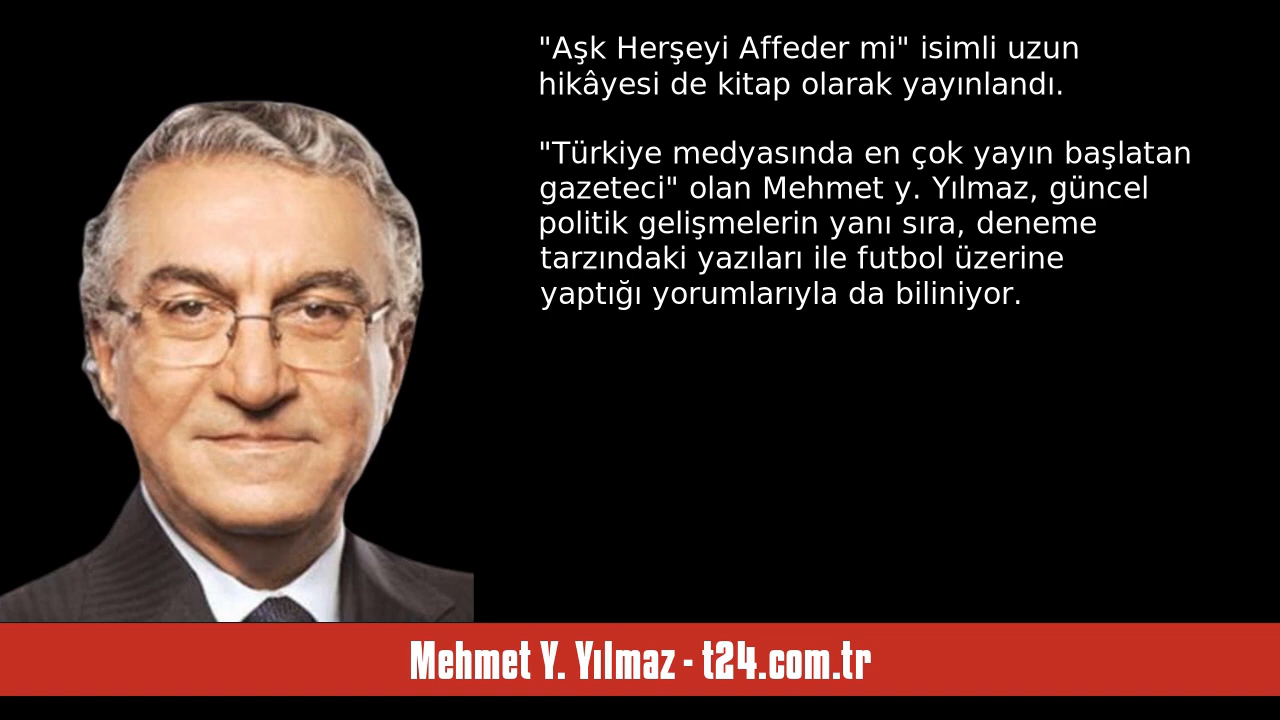 "Aşk Herşeyi Affeder mi" isimli uzun
hikâyesi de kitap olarak yayınlandı.
"Türkiye medyasında en çok yayın başlatan
gazeteci" olan Mehmet y. Yılmaz, güncel
politik gelişmelerin yanı sıra, deneme
tarzındaki yazıları ile futbol üzerine
yaptığı yorumlarıyla da biliniyor.
Mehmet Y. Yılmaz - t24.com.tr